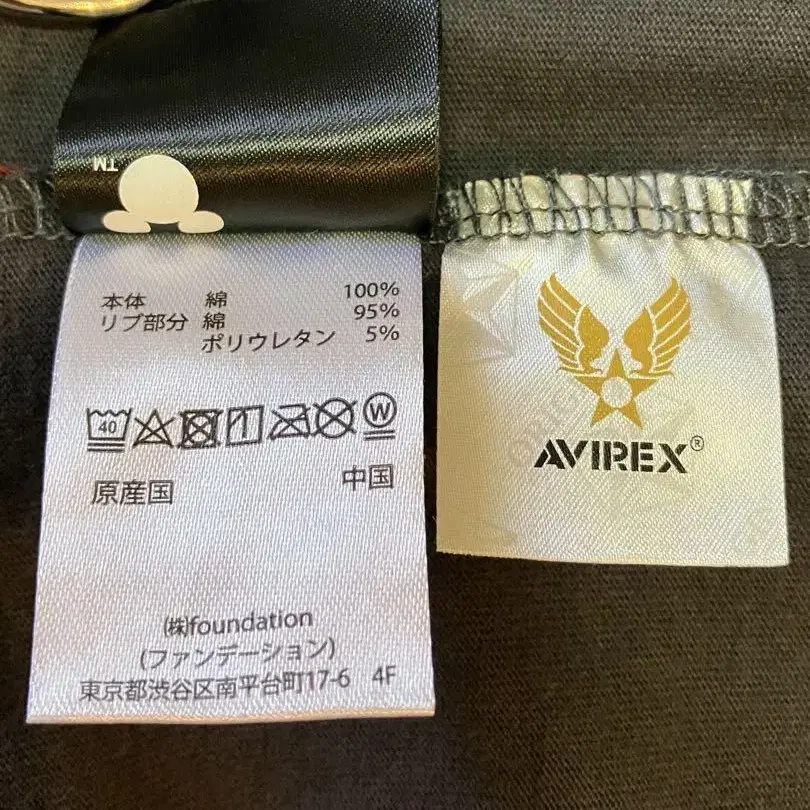 TM
本体 綿 100%
リブ部分 綿 95%
ポリウレタン 5%
40
W
原産国 中国
㈱foundation
(ファンデーション)
東京都渋谷区南平台町17-6 4F
AVIREX®